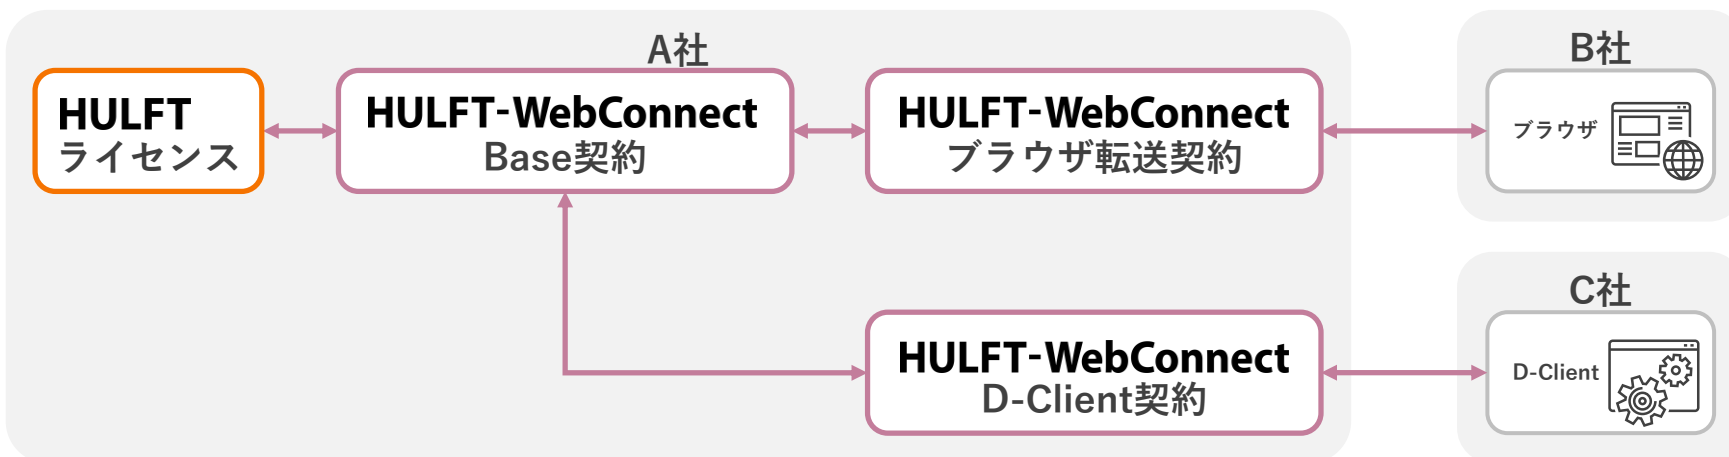 A社
HULFT
ライセンス
HULFT-WebConnect
Base契約
HULFT-WebConnect
ブラウザ転送契約
B社
ブラウザ
HULFT-WebConnect
D-Client契約
C社
D-Client